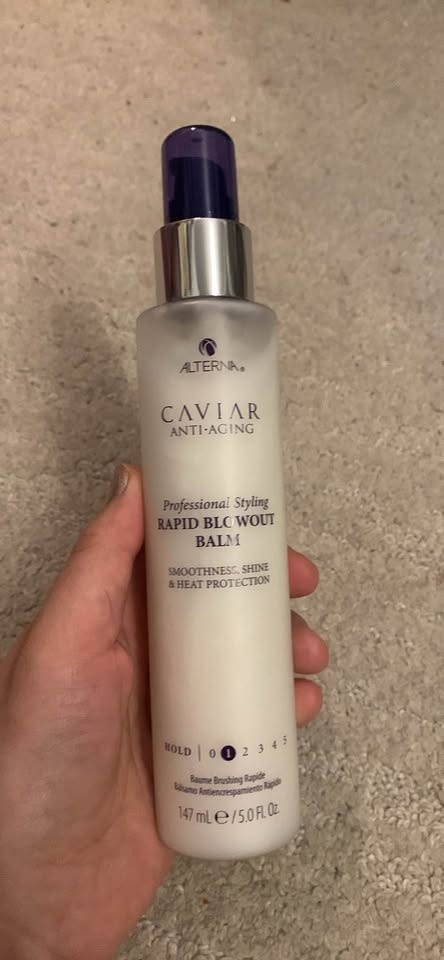 ALTERNA®
CAVIAR
ANTI-AGING
Professional Styling
RAPID BLOWOUT
BALM
SMOOTHNESS, SHINE
& HEAT PROTECTION
HOLD | 0 1 2 3 4 5
Baume Brushing Rapide
Bálsamo Antiencrespamiento Rápido
147 mL ℮ / 5.0 Fl. Oz.